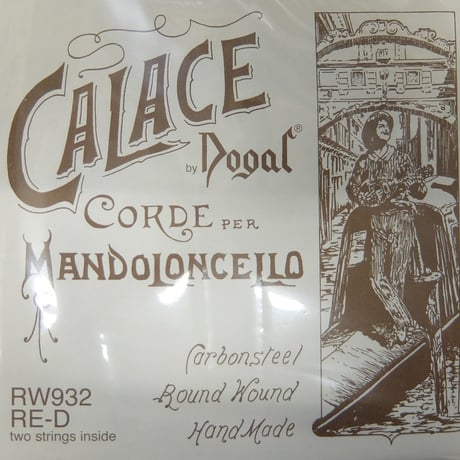 CALACE
by Dogal®
CORDE PER
MANDOLONCELLO
Carbonsteel
Round Wound
HandMade
RW932
RE-D
two strings inside